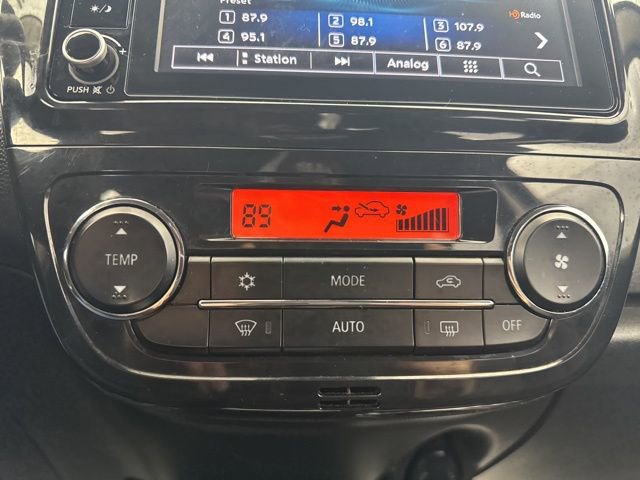 Preset
HD Radio
1 87.9 2 98.1 3 107.9
4 95.1 5 87.9 6 87.9
Station Analog
PUSH
89
TEMP
MODE
AUTO
OFF